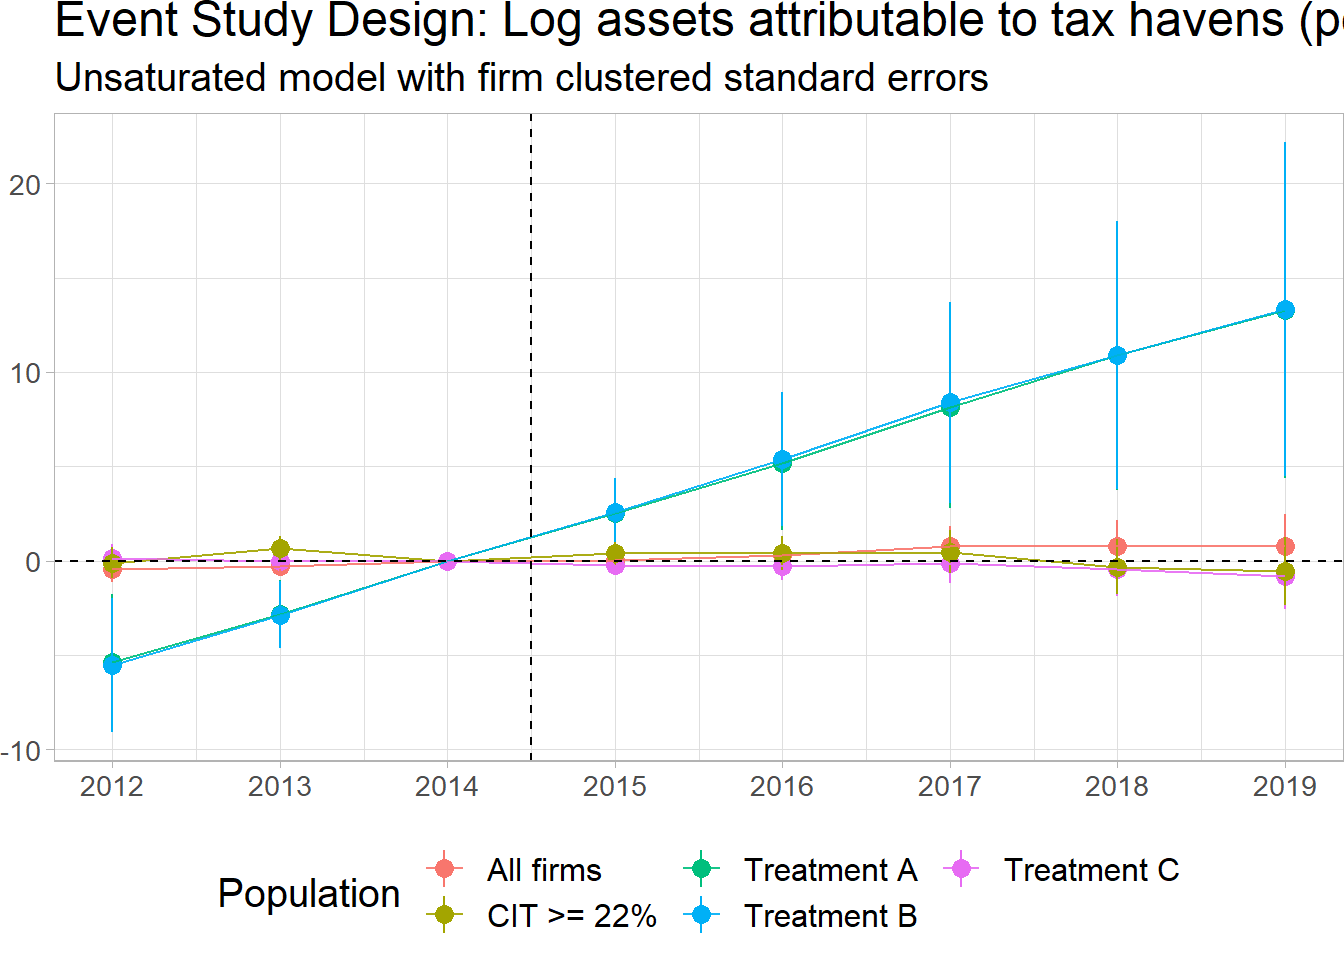 Event Study Design: Log assets attributable to tax havens (p
Unsaturated model with firm clustered standard errors
20
10
0
-10
2012 2013 2014 2015 2016 2017 2018 2019
Population
All firms Treatment A Treatment C
CIT >= 22% Treatment B